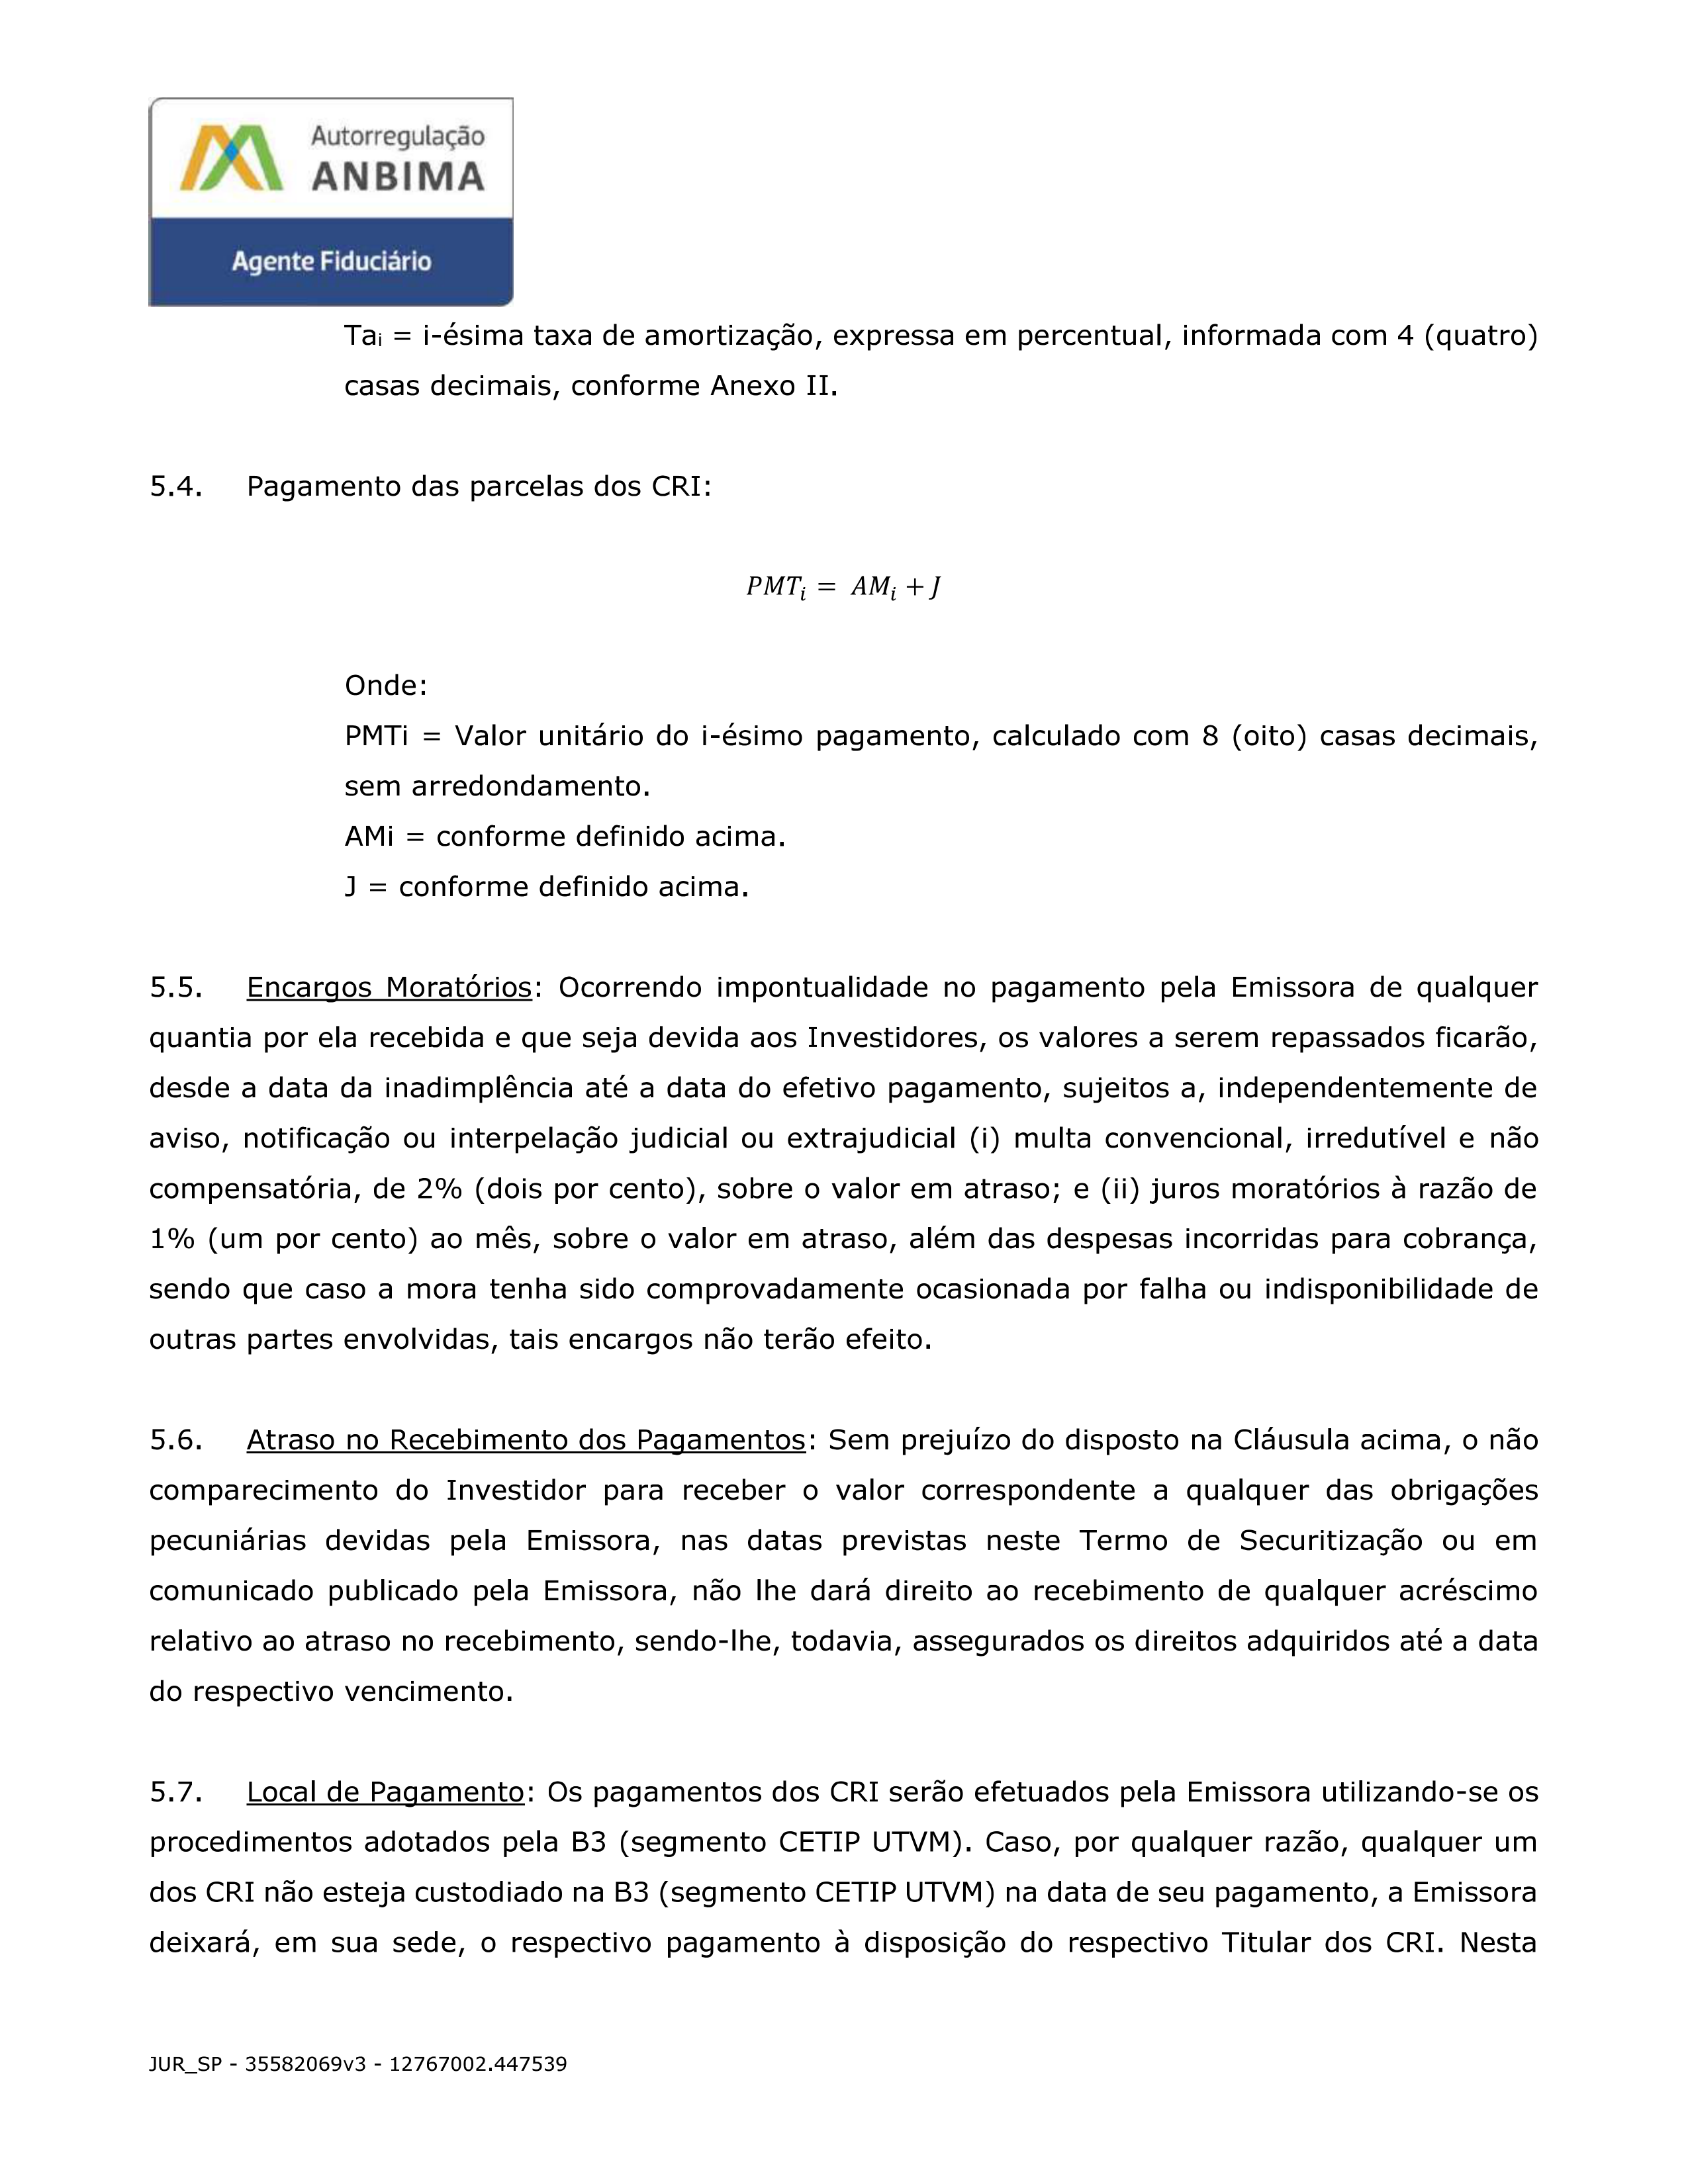 Autorregulação
ANBIMA
Agente Fiduciário
Taᵢ = i-ésima taxa de amortização, expressa em percentual, informada com 4 (quatro)
casas decimais, conforme Anexo II.
5.4. Pagamento das parcelas dos CRI:
PMTᵢ = AMᵢ + J
Onde:
PMTi = Valor unitário do i-ésimo pagamento, calculado com 8 (oito) casas decimais,
sem arredondamento.
AMi = conforme definido acima.
J = conforme definido acima.
5.5. Encargos Moratórios: Ocorrendo impontualidade no pagamento pela Emissora de qualquer
quantia por ela recebida e que seja devida aos Investidores, os valores a serem repassados ficarão,
desde a data da inadimplência até a data do efetivo pagamento, sujeitos a, independentemente de
aviso, notificação ou interpelação judicial ou extrajudicial (i) multa convencional, irredutível e não
compensatória, de 2% (dois por cento), sobre o valor em atraso; e (ii) juros moratórios à razão de
1% (um por cento) ao mês, sobre o valor em atraso, além das despesas incorridas para cobrança,
sendo que caso a mora tenha sido comprovadamente ocasionada por falha ou indisponibilidade de
outras partes envolvidas, tais encargos não terão efeito.
5.6. Atraso no Recebimento dos Pagamentos: Sem prejuízo do disposto na Cláusula acima, o não
comparecimento do Investidor para receber o valor correspondente a qualquer das obrigações
pecuniárias devidas pela Emissora, nas datas previstas neste Termo de Securitização ou em
comunicado publicado pela Emissora, não lhe dará direito ao recebimento de qualquer acréscimo
relativo ao atraso no recebimento, sendo-lhe, todavia, assegurados os direitos adquiridos até a data
do respectivo vencimento.
5.7. Local de Pagamento: Os pagamentos dos CRI serão efetuados pela Emissora utilizando-se os
procedimentos adotados pela B3 (segmento CETIP UTVM). Caso, por qualquer razão, qualquer um
dos CRI não esteja custodiado na B3 (segmento CETIP UTVM) na data de seu pagamento, a Emissora
deixará, em sua sede, o respectivo pagamento à disposição do respectivo Titular dos CRI. Nesta
JUR_SP - 35582069v3 - 12767002.447539